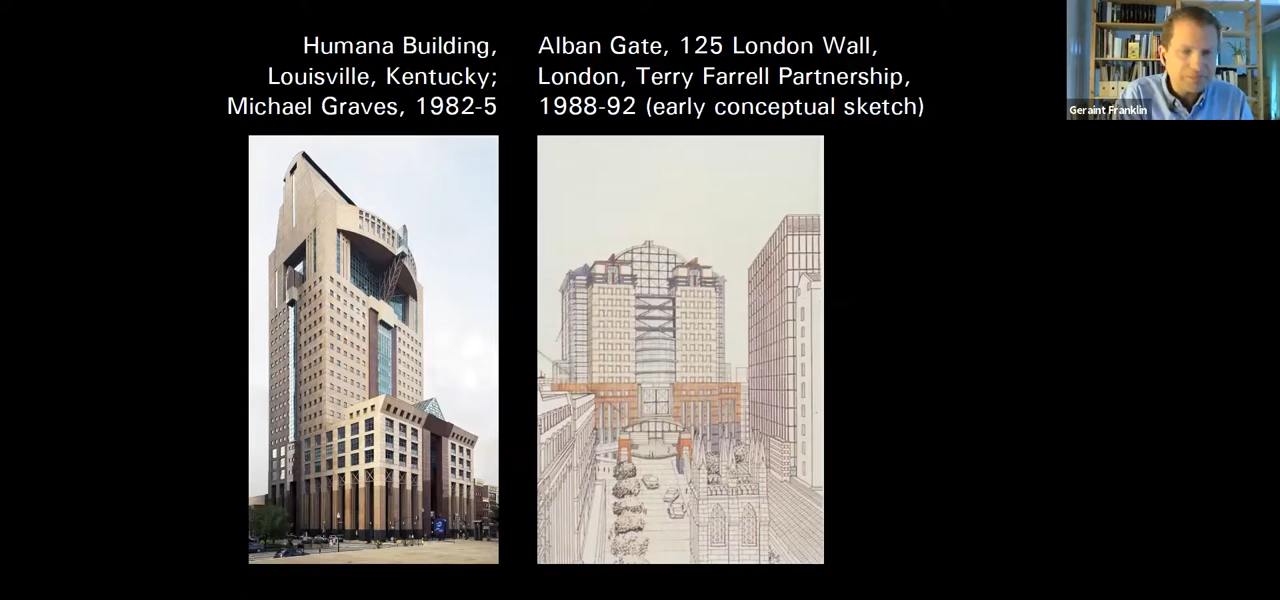 Humana Building,
Louisville, Kentucky;
Michael Graves, 1982-5
Alban Gate, 125 London Wall,
London, Terry Farrell Partnership,
1988-92 (early conceptual sketch)
Geraint Franklin